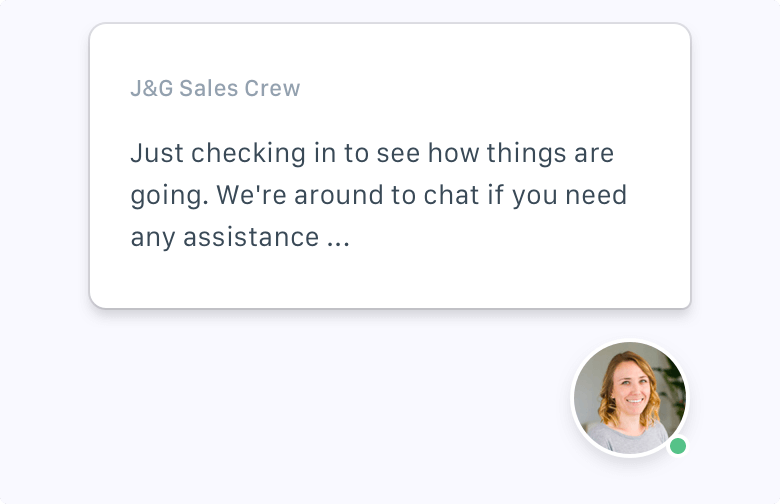 J&G Sales Crew
Just checking in to see how things are
going. We're around to chat if you need
any assistance ...